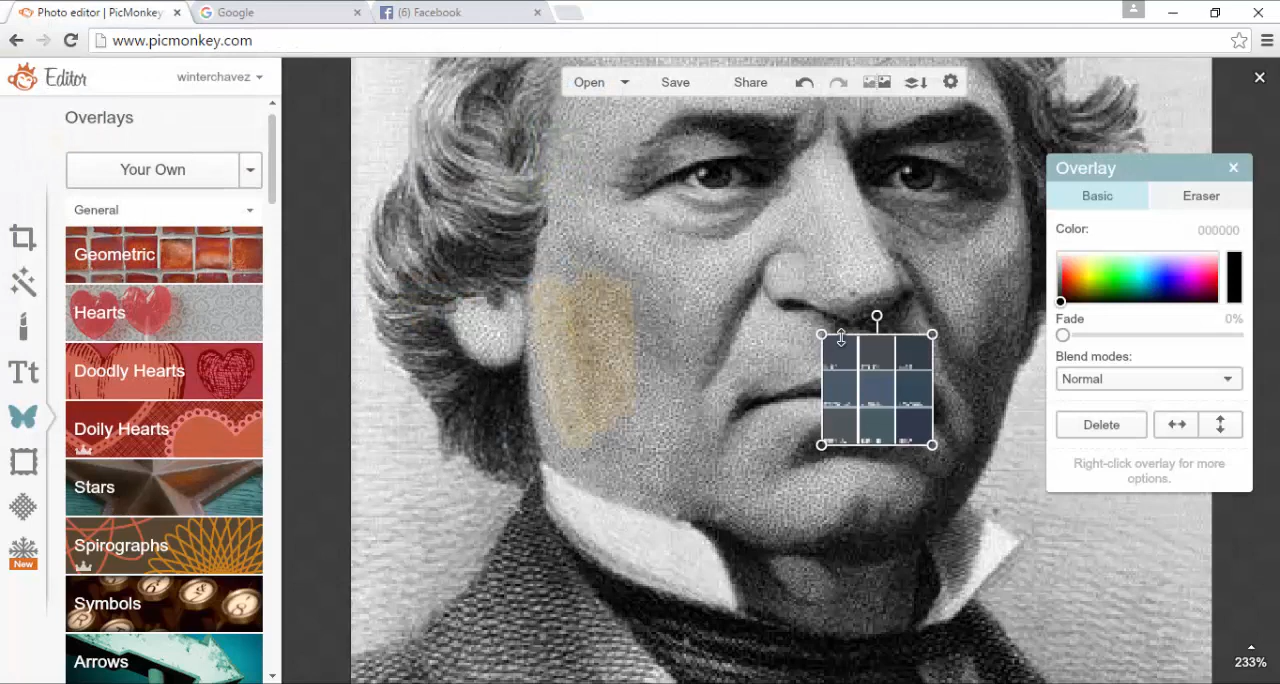 Photo editor | PicMonkey
Google
(6) Facebook
www.picmonkey.com
Editor
winterchavez
Open
Save
Share
Overlays
Your Own
General
Geometric
Hearts
Doodly Hearts
Doily Hearts
Stars
Spirographs
Symbols
Arrows
Tt
New
Overlay
Basic
Eraser
Color:
000000
Fade
0%
Blend modes:
Normal
Delete
Right-click overlay for more
options.
233%